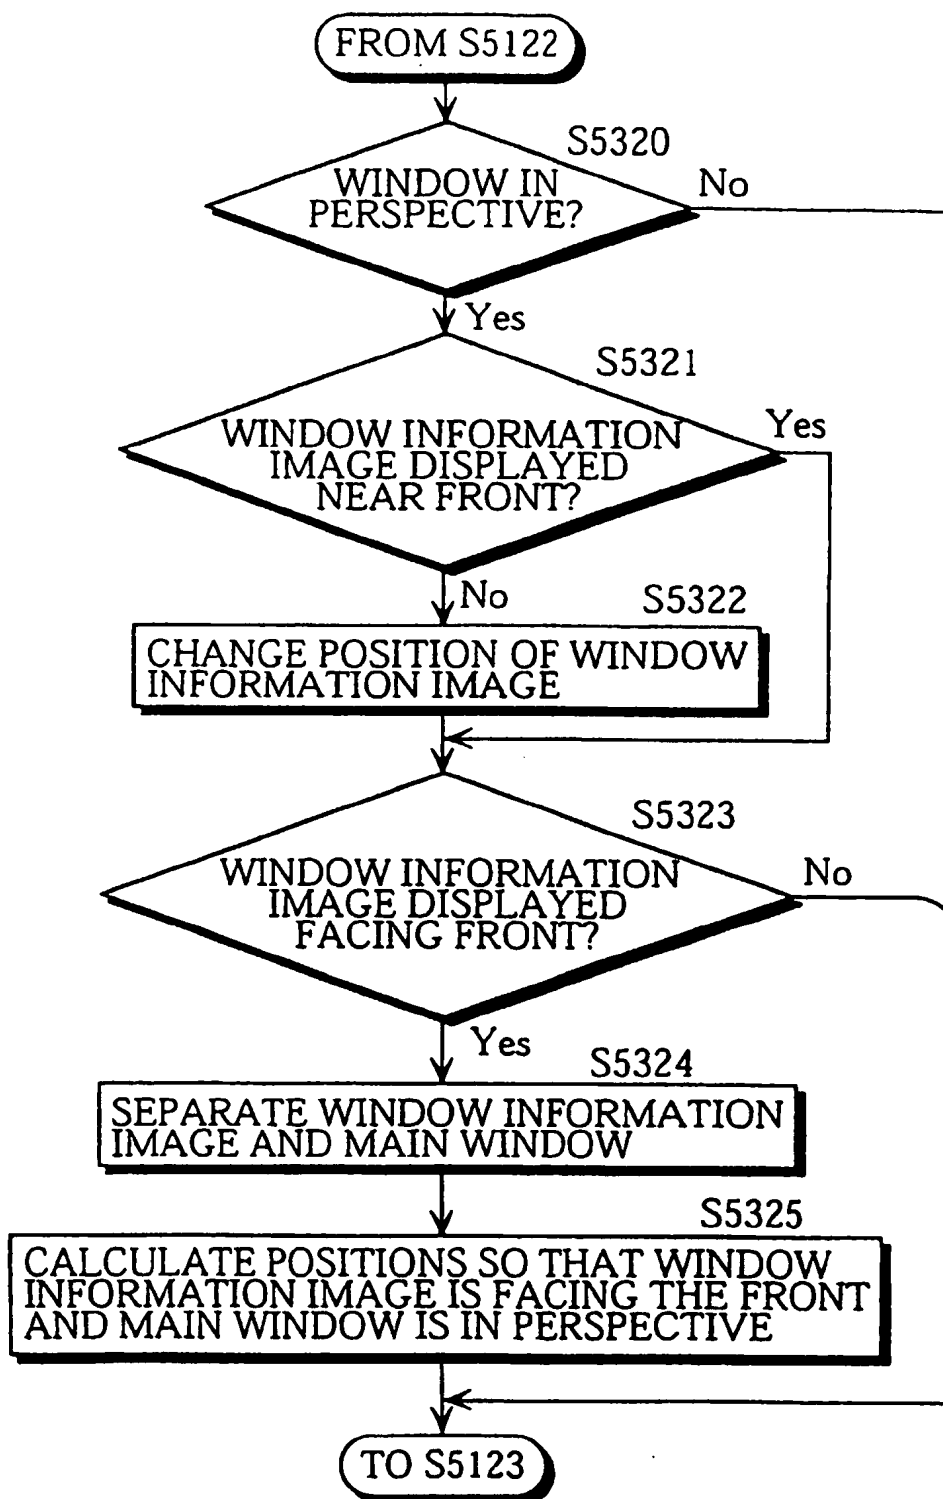 FROM S5122
S5320
WINDOW IN
PERSPECTIVE?
No
Yes
S5321
WINDOW INFORMATION
IMAGE DISPLAYED
NEAR FRONT?
Yes
No
S5322
CHANGE POSITION OF WINDOW
INFORMATION IMAGE
S5323
WINDOW INFORMATION
IMAGE DISPLAYED
FACING FRONT?
No
Yes
S5324
SEPARATE WINDOW INFORMATION
IMAGE AND MAIN WINDOW
S5325
CALCULATE POSITIONS SO THAT WINDOW
INFORMATION IMAGE IS FACING THE FRONT
AND MAIN WINDOW IS IN PERSPECTIVE
TO S5123